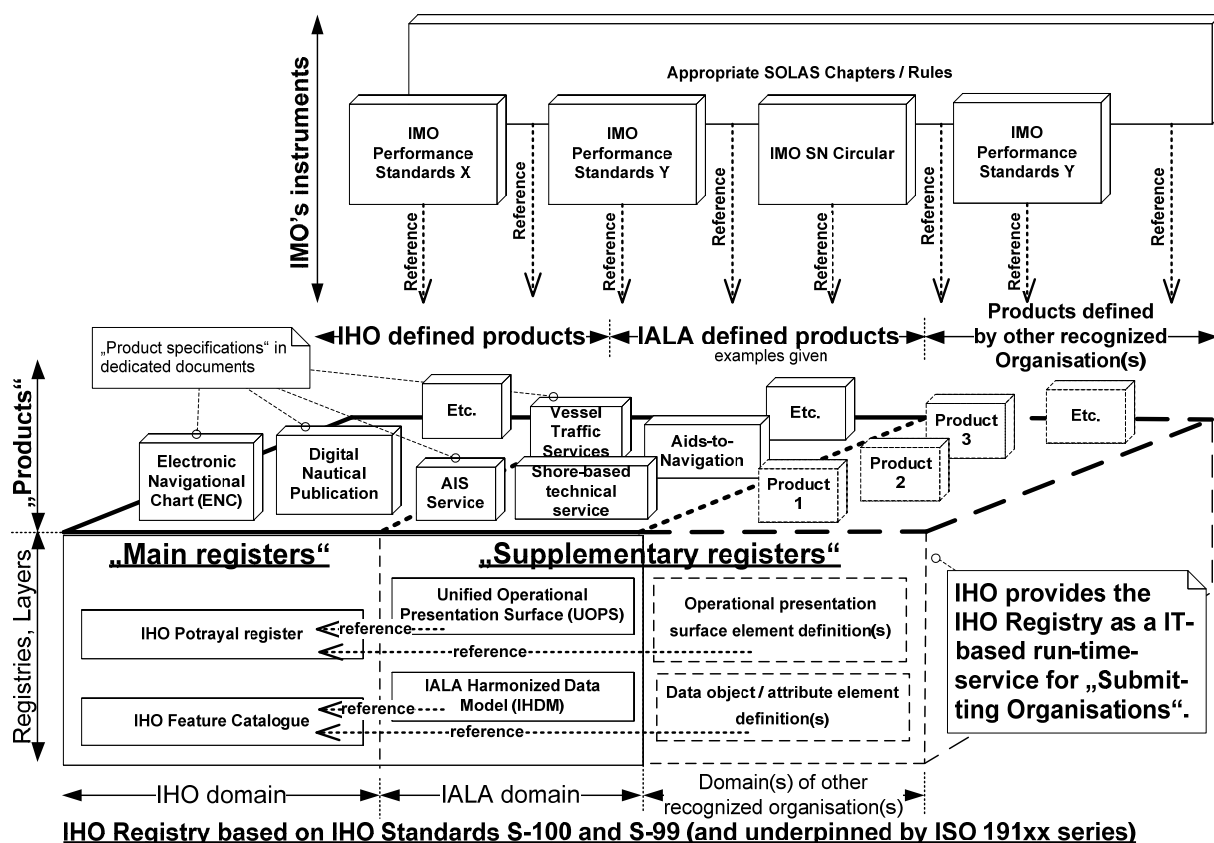 IMO's instruments
Appropriate SOLAS Chapters / Rules
IMO
Performance
Standards X
IMO
Performance
Standards Y
IMO SN Circular
IMO
Performance
Standards Y
Reference
Reference
Reference
Reference
Reference
Reference
Reference
Reference
IHO defined products
IALA defined products
examples given
Products defined
by other recognized
Organisation(s)
„Product specifications“ in
dedicated documents
„Products“
Etc.
Vessel
Traffic
Services
Etc.
Product
3
Etc.
Electronic
Navigational
Chart (ENC)
Digital
Nautical
Publication
AIS
Service
Shore-based
technical
service
Aids-to-
Navigation
Product
1
Product
2
Registries, Layers
„Main registers“
„Supplementary registers“
IHO Potrayal register
Unified Operational
Presentation Surface (UOPS)
Operational presentation
surface element definition(s)
reference
reference
IHO Feature Catalogue
IALA Harmonized Data
Model (IHDM)
Data object / attribute element
definition(s)
reference
reference
IHO provides the
IHO Registry as a IT-
based run-time-
service for „Submit-
ting Organisations“.
IHO domain
IALA domain
Domain(s) of other
recognized organisation(s)
IHO Registry based on IHO Standards S-100 and S-99 (and underpinned by ISO 191xx series)